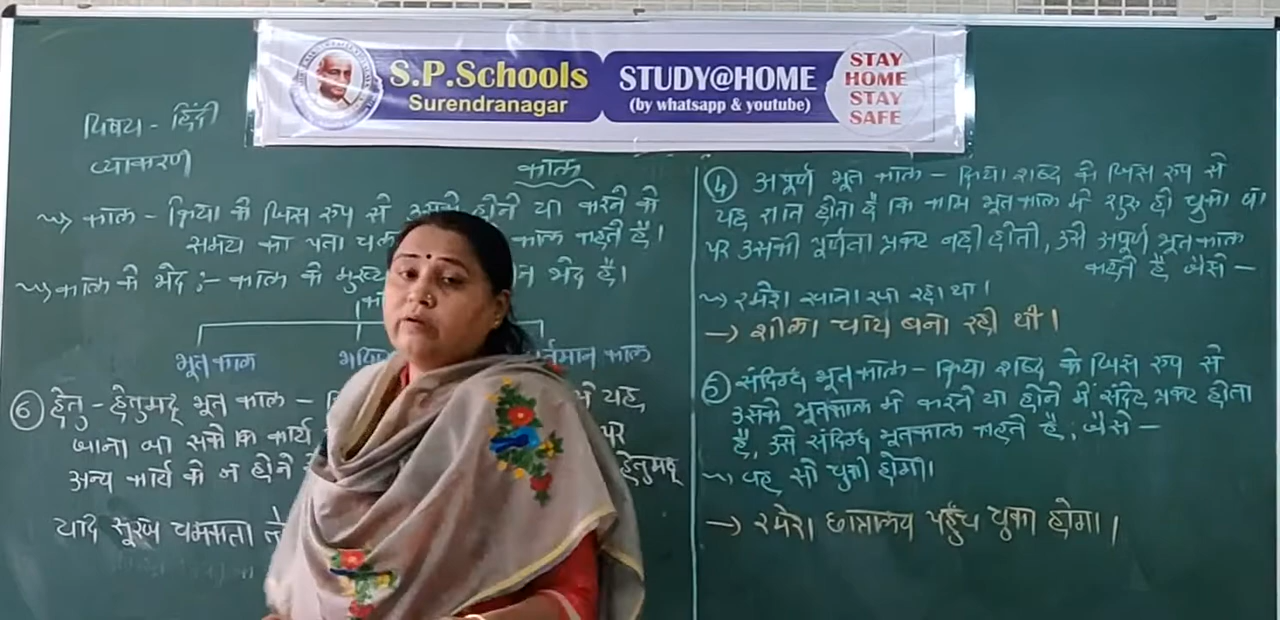 S.P.Schools
Surendranagar
STUDY@HOME
(by whatsapp & youtube)
STAY
HOME
STAY
SAFE
विषय - हिंदी
व्याकरण
काल
काल - क्रिया के जिस रूप से उसके होने या करने के
समय का पता चल काल कहते है।
काल के भेद :- काल के मुख्य न भेद है।
भूतकाल र्तमान काल
⑥ हेतु - हेतुमद् भूत काल - यह
जाना जा सके कि कार्य पर
अन्य कार्य के न होने हेतुमद्
यदि सूरज चमकता
④ अपूर्ण भूत काल - क्रिया शब्द के जिस रूप से
यह ज्ञात होता है कि काम भूतकाल में शुरू हो चुका था
पर उसकी पूर्णता प्रकट नही होती, उसे अपूर्ण भूतकाल
कहते है जैसे -
रमेश खाना खा रहा था।
→ शीला चाय बना रही थी।
⑤ संदिग्ध भूतकाल - क्रिया शब्द के जिस रूप से
उसके भूतकाल में करने या होने में संदेह प्रकट होता
है, उसे संदिग्ध भूतकाल कहते है, जैसे -
वह सो चुकी होगी।
→ रमेश छात्रालय पहुँच चुका होगा।